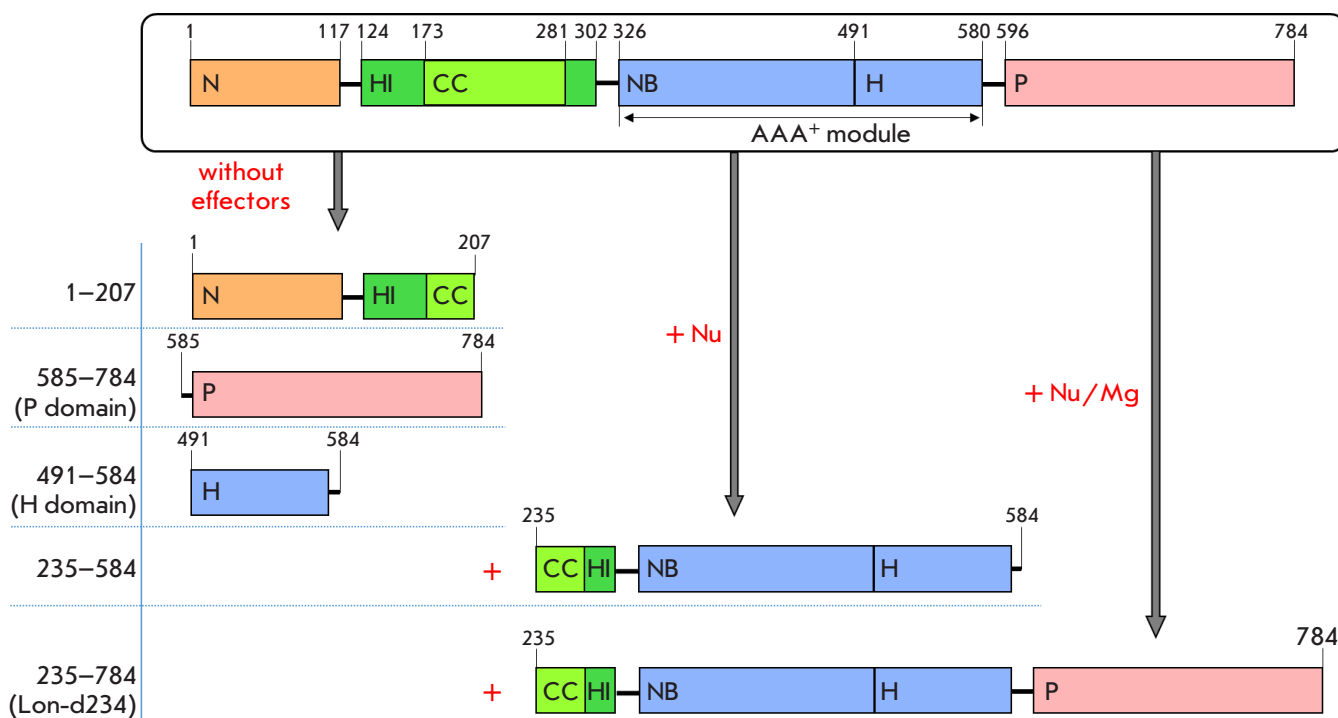 1 117 124 173 281 302 326 491 580 596 784
N HI CC NB H P
AAA+ module
without
effectors
1 207
1–207
N HI CC
+ Nu
585 784
585–784
(P domain)
P
+ Nu/Mg
491 584
491–584
(H domain)
H
235 584
235–584
+ CC HI NB H
235 784
235–784
(Lon-d234)
+ CC HI NB H P